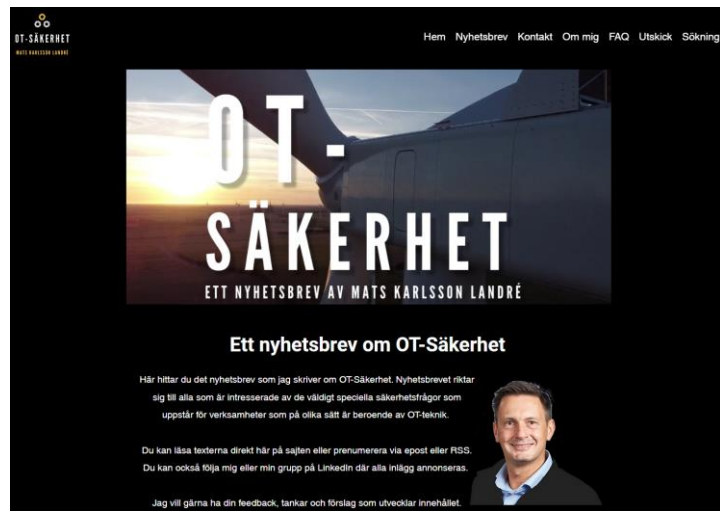 OT-SÄKERHET
MATS KARLSSON LANDRÉ
Hem Nyhetsbrev Kontakt Om mig FAQ Utskick Sökning
OT-
SÄKERHET
ETT NYHETSBREV AV MATS KARLSSON LANDRÉ
Ett nyhetsbrev om OT-Säkerhet
Här hittar du det nyhetsbrev som jag skriver om OT-Säkerhet. Nyhetsbrevet riktar
sig till alla som är intresserade av de väldigt speciella säkerhetsfrågor som
uppstår för verksamheter som på olika sätt är beroende av OT-teknik.
Du kan läsa texterna direkt här på sajten eller prenumerera via epost eller RSS.
Du kan också följa mig eller min grupp på LinkedIn där alla inlägg annonseras.
Jag vill gärna ha din feedback, tankar och förslag som utvecklar innehållet.